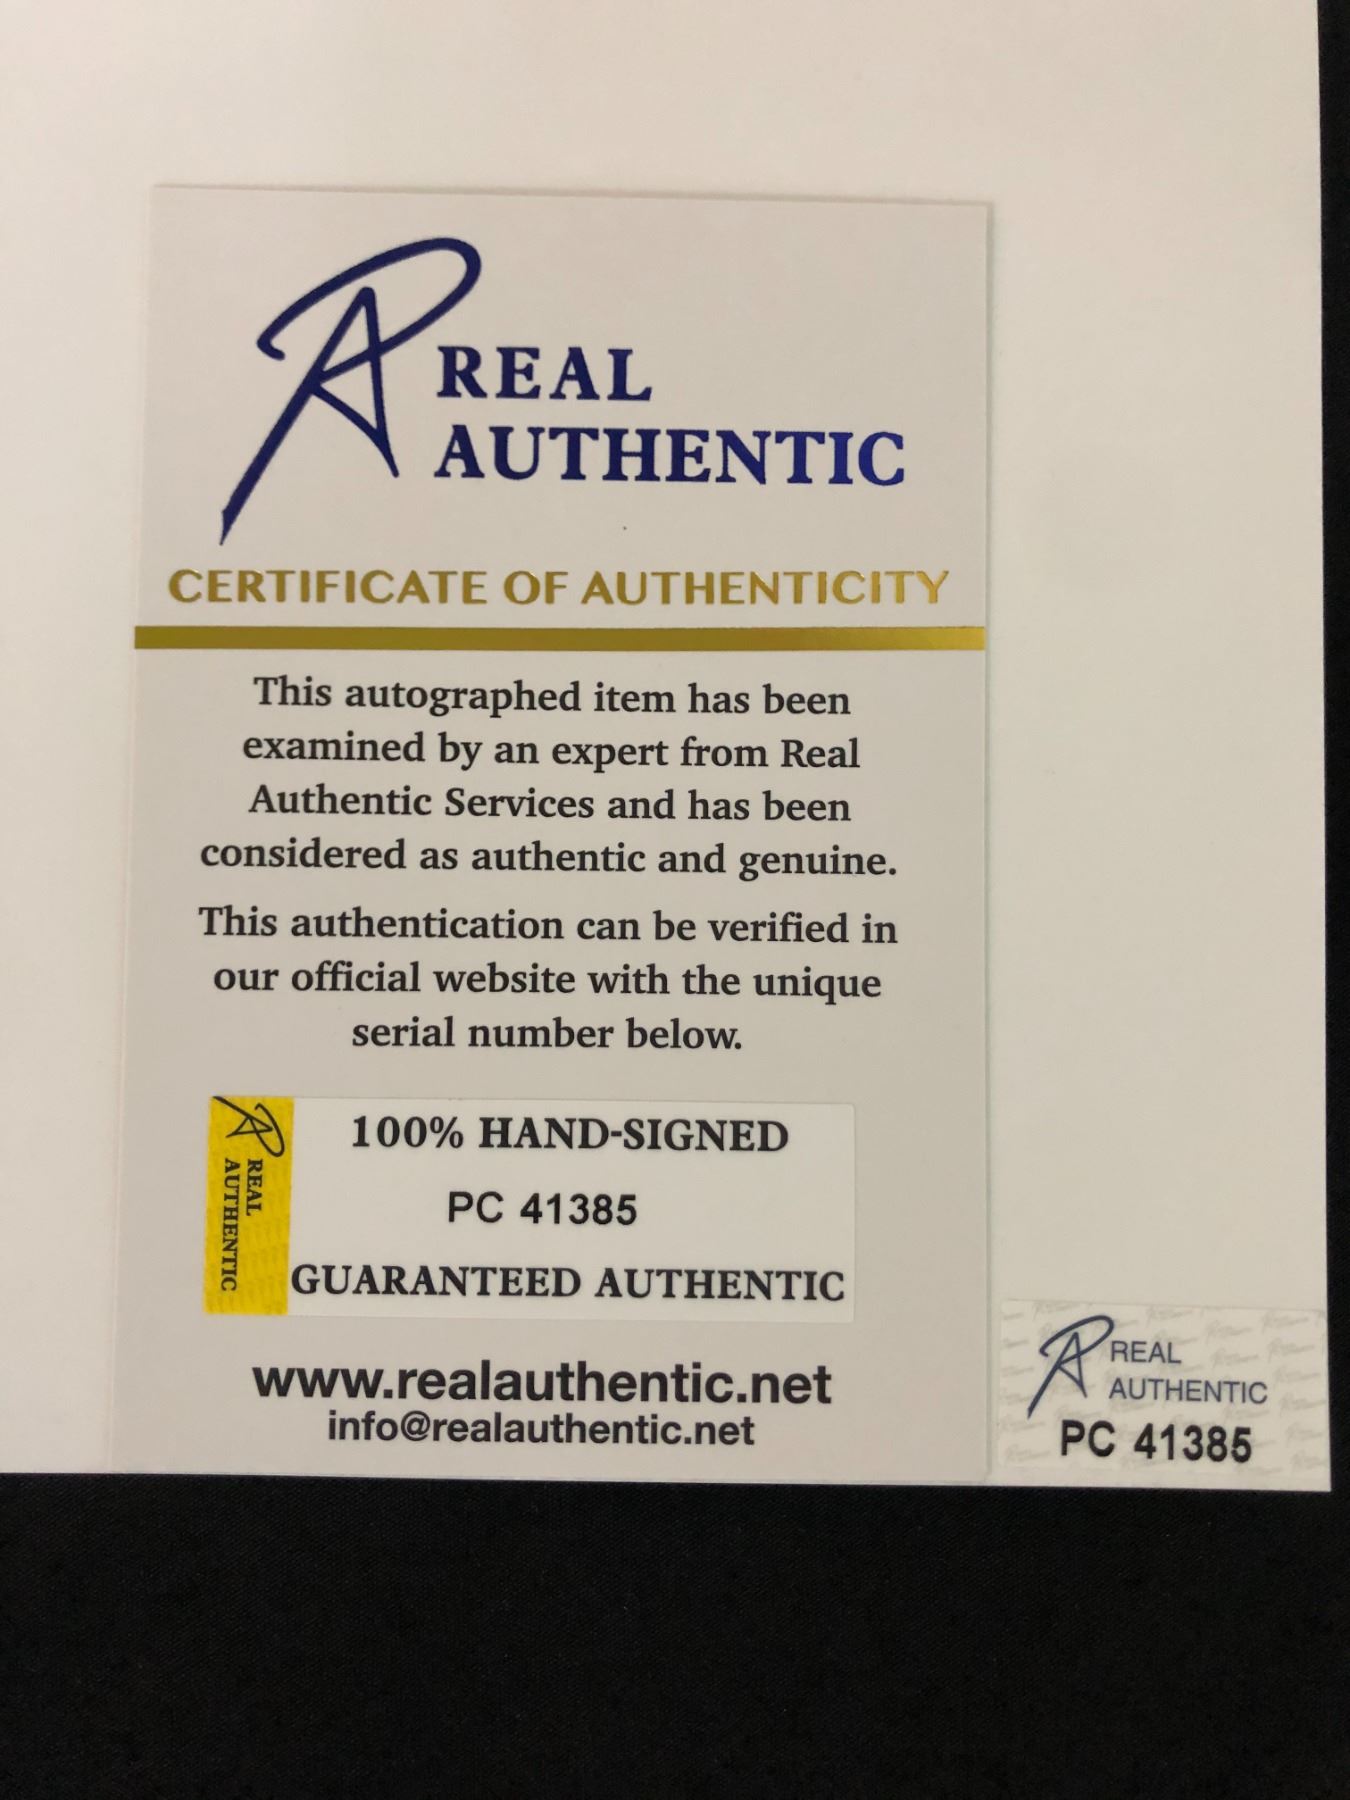 REAL
AUTHENTIC
CERTIFICATE OF AUTHENTICITY
This autographed item has been
examined by an expert from Real
Authentic Services and has been
considered as authentic and genuine.
This authentication can be verified in
our official website with the unique
serial number below.
REAL
AUTHENTIC
100% HAND-SIGNED
PC 41385
GUARANTEED AUTHENTIC
www.realauthentic.net
info@realauthentic.net
REAL
AUTHENTIC
PC 41385